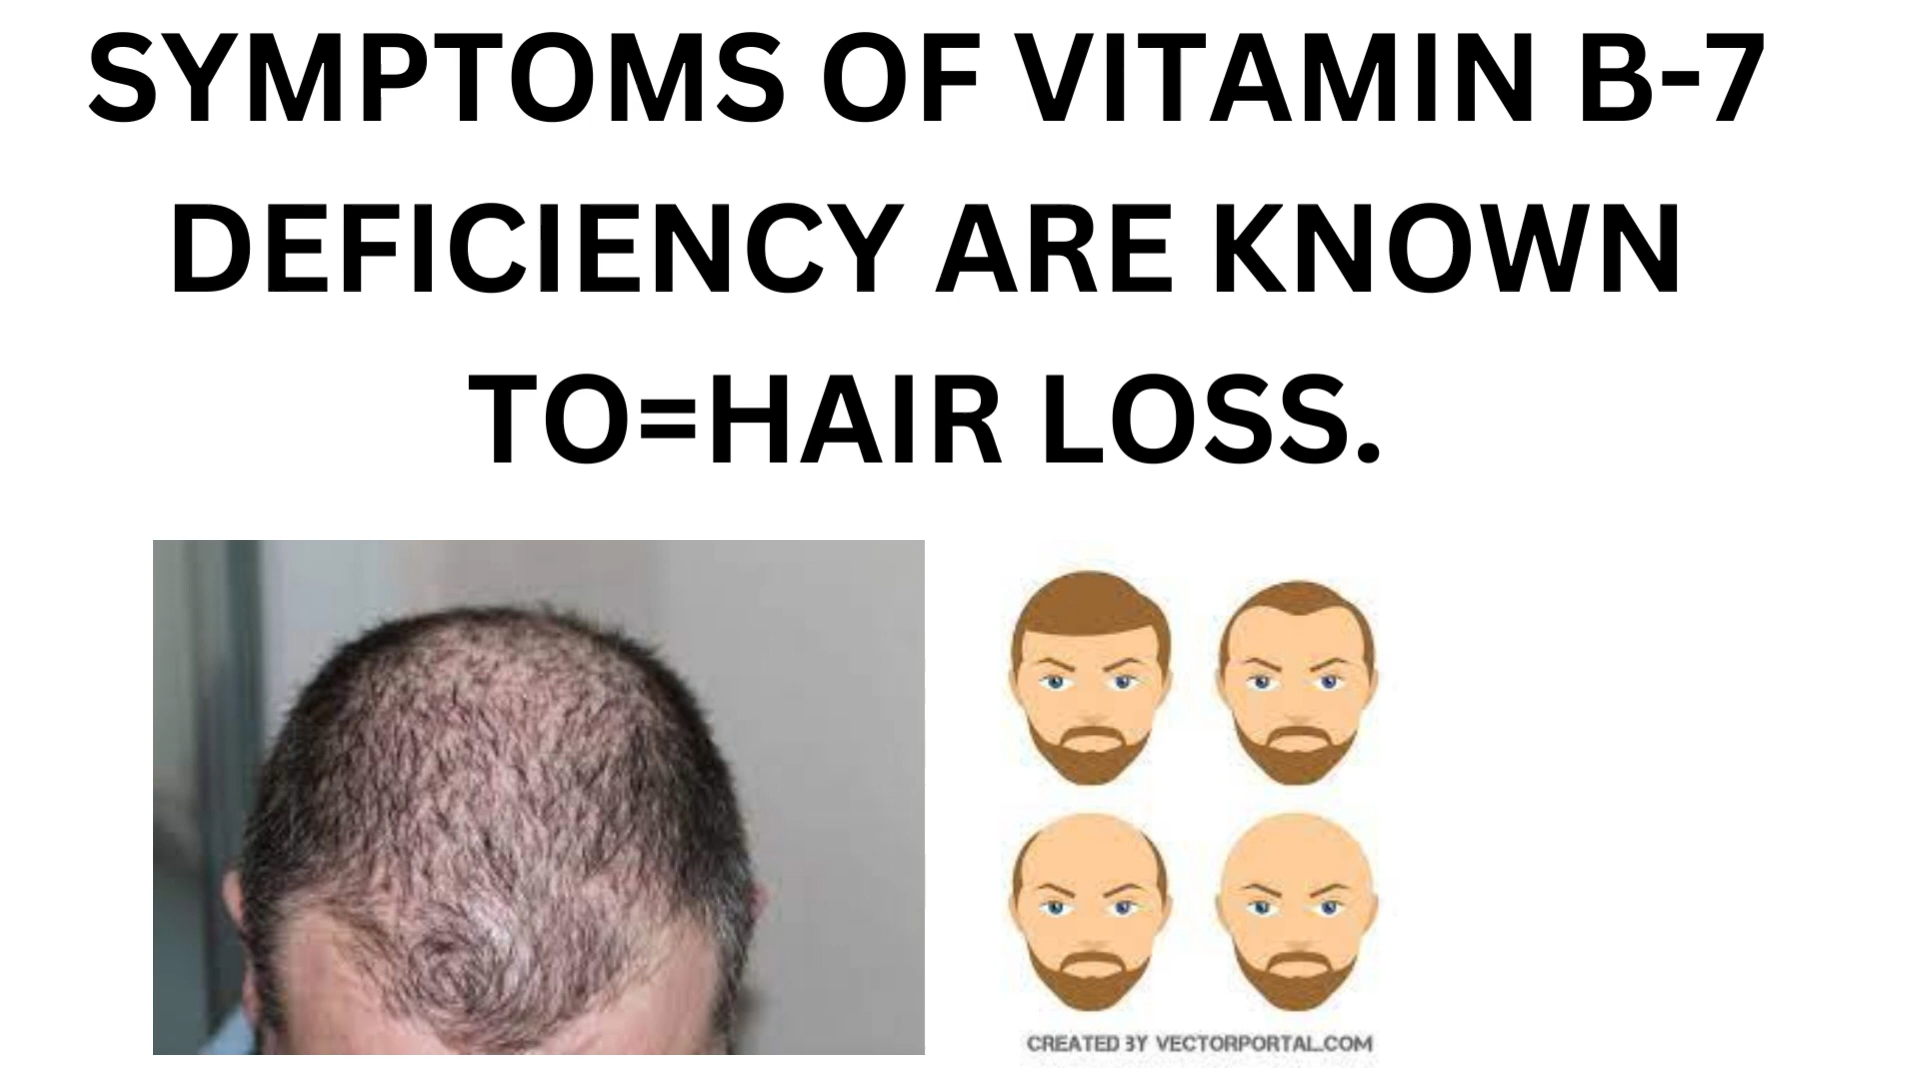 SYMPTOMS OF VITAMIN B-7
DEFICIENCY ARE KNOWN
TO=HAIR LOSS.
CREATED BY VECTORPORTAL.COM